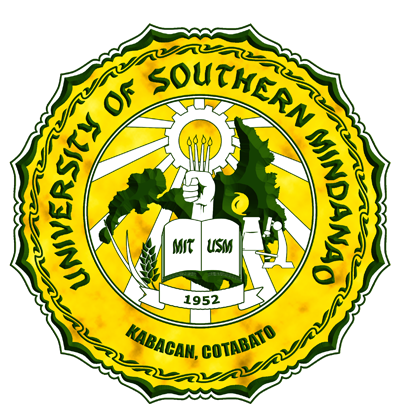 UNIVERSITY OF SOUTHERN MINDANAO
MIT USM
1952
KABACAN, COTABATO